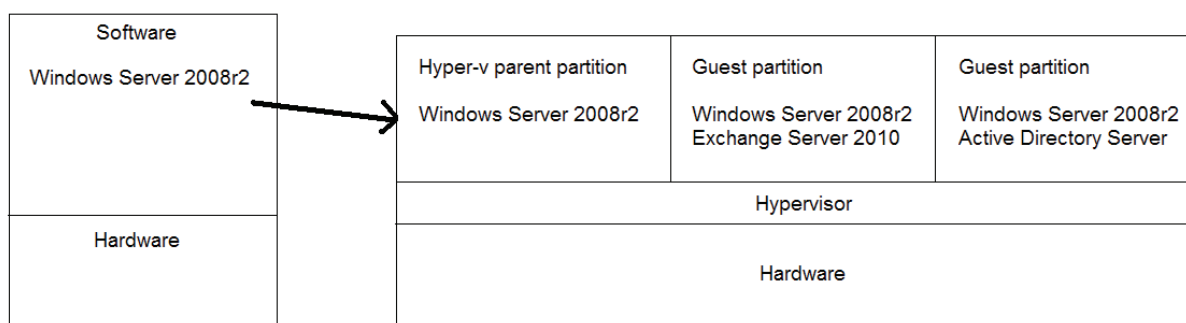 Software
Windows Server 2008r2
Hardware
Hyper-v parent partition
Windows Server 2008r2
Guest partition
Windows Server 2008r2
Exchange Server 2010
Guest partition
Windows Server 2008r2
Active Directory Server
Hypervisor
Hardware